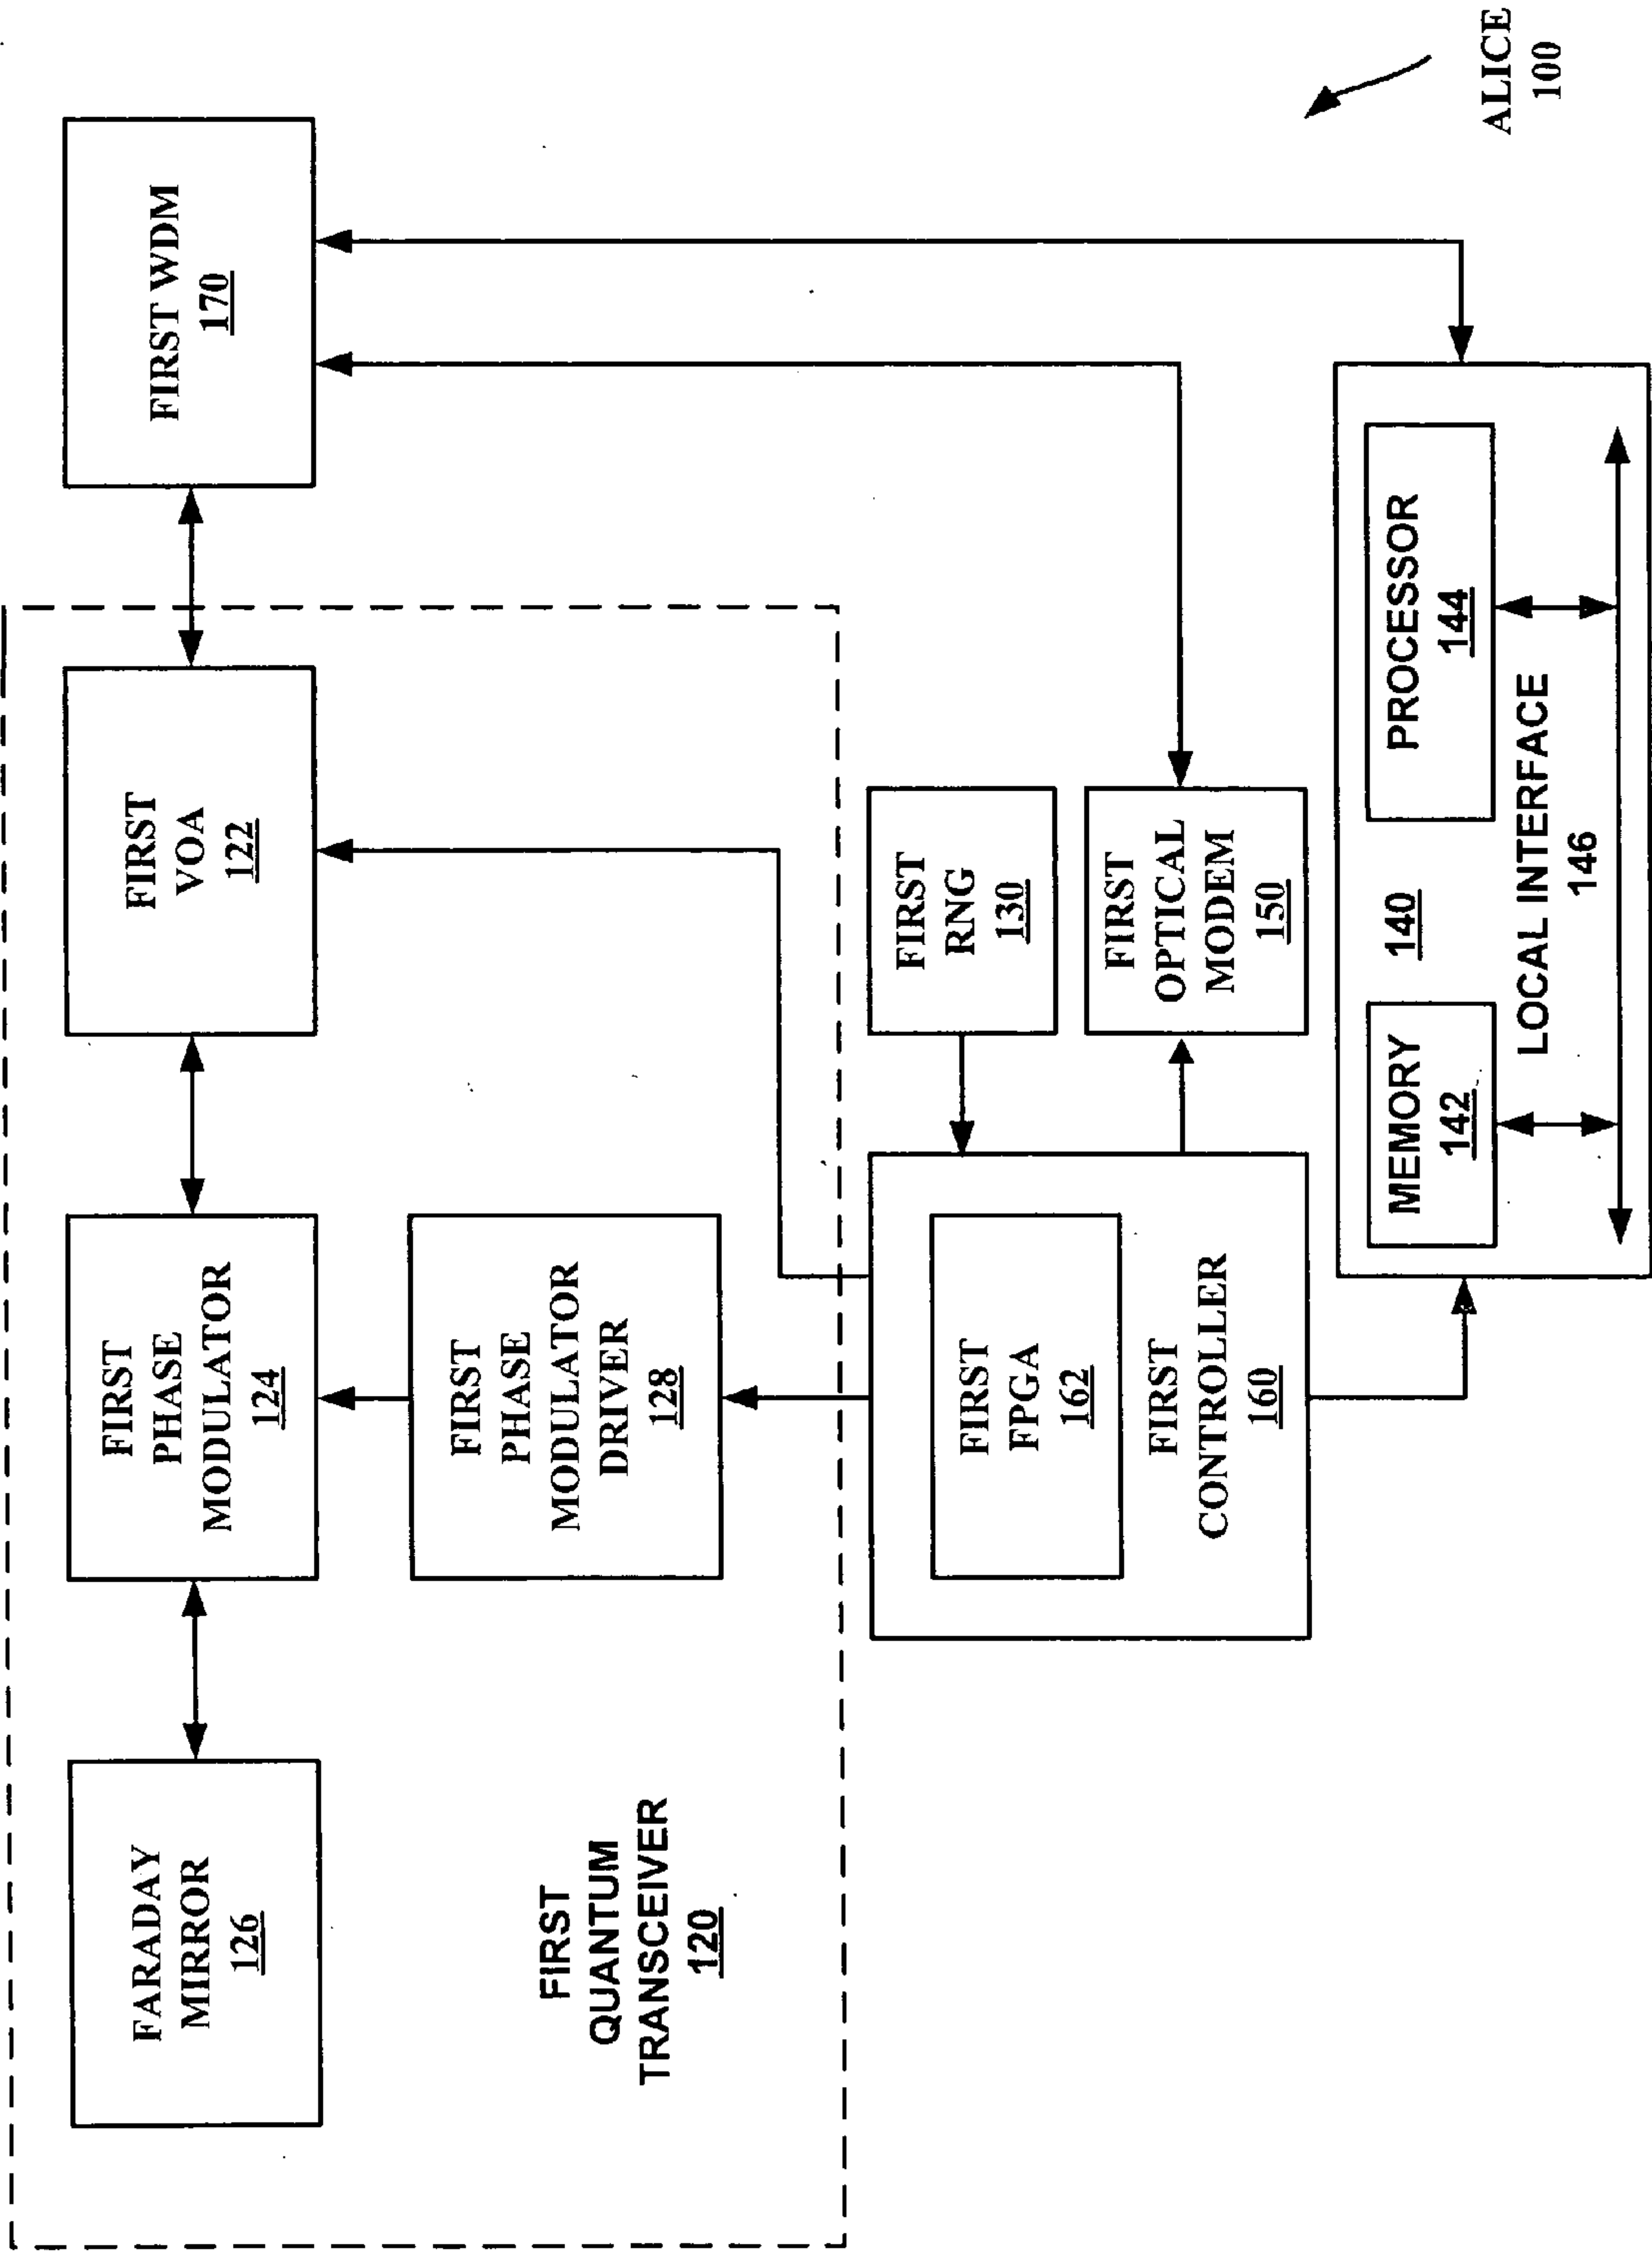 FARADAY
MIRROR
126
FIRST
PHASE
MODULATOR
124
FIRST
VOA
122
FIRST WDM
170
FIRST
PHASE
MODULATOR
DRIVER
128
FIRST
QUANTUM
TRANSCEIVER
120
FIRST
FPGA
162
FIRST
CONTROLLER
160
FIRST
RNG
130
FIRST
OPTICAL
MODEM
150
MEMORY
142
140
PROCESSOR
144
LOCAL INTERFACE
146
ALICE
100